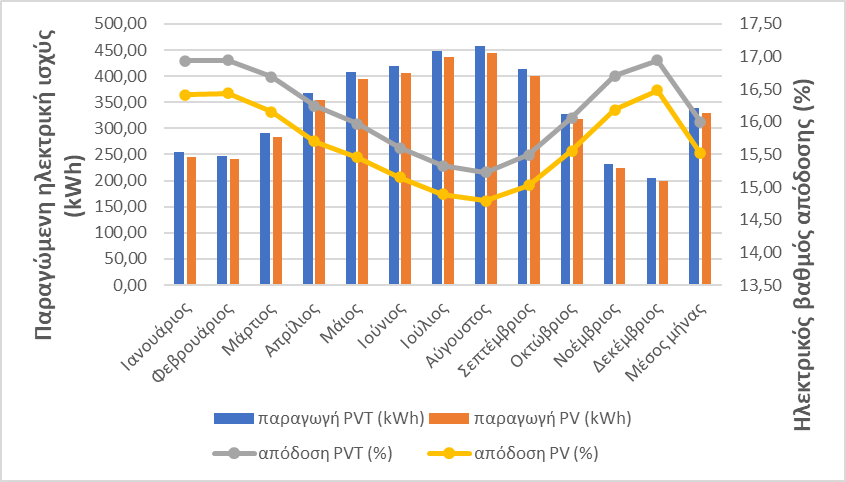 Παραγώμενη ηλεκτρική ισχύς
(kWh)
500,00
450,00
400,00
350,00
300,00
250,00
200,00
150,00
100,00
50,00
0,00
17,50
17,00
16,50
16,00
15,50
15,00
14,50
14,00
13,50
Ηλεκτρικός βαθμός απόδοσης (%)
Ιανουάριος
Φεβρουάριος
Μάρτιος
Απρίλιος
Μάιος
Ιούνιος
Ιούλιος
Αύγουστος
Σεπτέμβριος
Οκτώβριος
Νοέμβριος
Δεκέμβριος
Μέσος μήνας
παραγωγή PVT (kWh) παραγωγή PV (kWh)
απόδοση PVT (%) απόδοση PV (%)